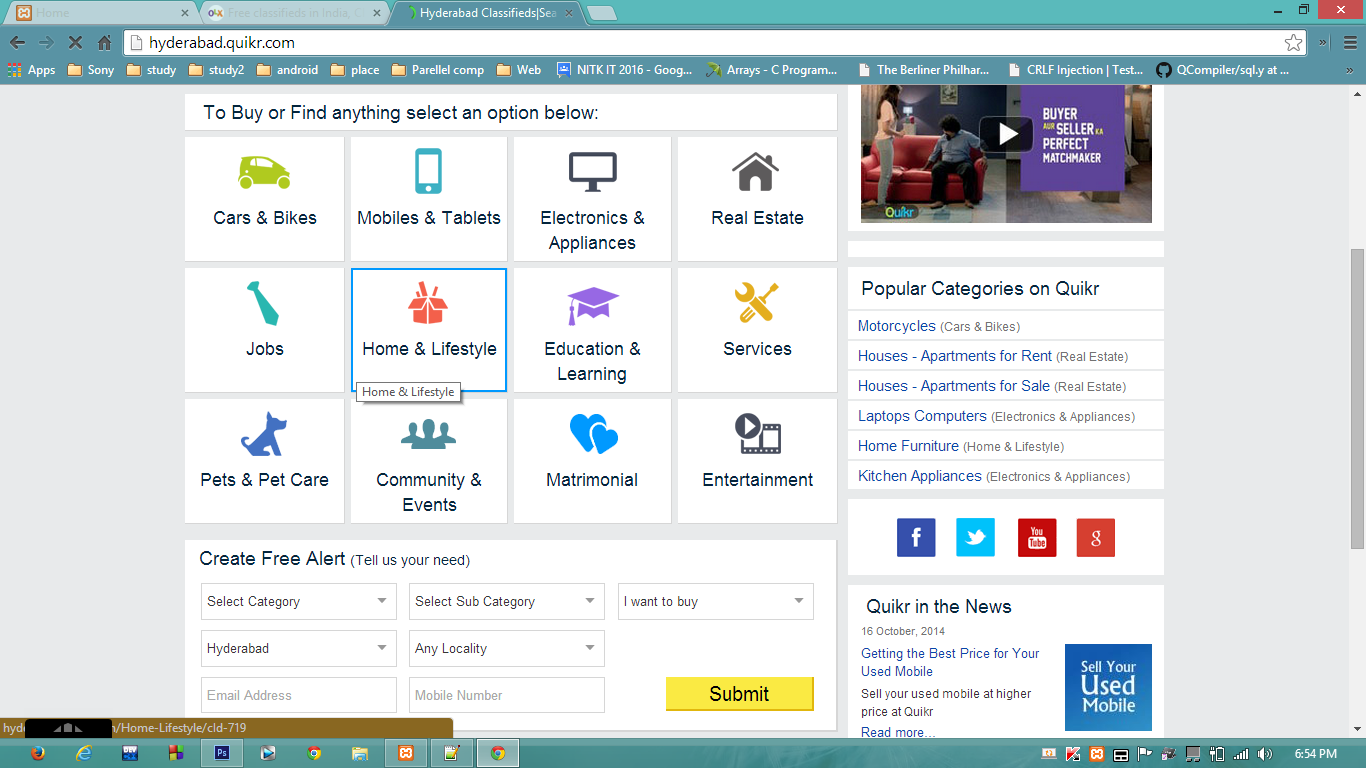 Home
Free classifieds in India, C
Hyderabad Classifieds|Sea
hyderabad.quikr.com
Apps
Sony
study
study2
android
place
Parellel comp
Web
NITK IT 2016 - Goog...
Arrays - C Program...
The Berliner Philhar...
CRLF Injection | Test...
QCompiler/sql.y at ...
To Buy or Find anything select an option below:
Cars & Bikes
Mobiles & Tablets
Electronics &
Appliances
Real Estate
Jobs
Home & Lifestyle
Education &
Learning
Services
Home & Lifestyle
Pets & Pet Care
Community &
Events
Matrimonial
Entertainment
Create Free Alert (Tell us your need)
Select Category
Select Sub Category
I want to buy
Hyderabad
Any Locality
Email Address
Mobile Number
Submit
BUYER
AUR SELLER KA
PERFECT
MATCHMAKER
Quikr
Popular Categories on Quikr
Motorcycles (Cars & Bikes)
Houses - Apartments for Rent (Real Estate)
Houses - Apartments for Sale (Real Estate)
Laptops Computers (Electronics & Appliances)
Home Furniture (Home & Lifestyle)
Kitchen Appliances (Electronics & Appliances)
f
You
Tube
g
Quikr in the News
16 October, 2014
Getting the Best Price for Your
Used Mobile
Sell your used mobile at higher
price at Quikr
Read more...
Sell Your
Used
Mobile
/Home-Lifestyle/cld-719
Ps
6:54 PM